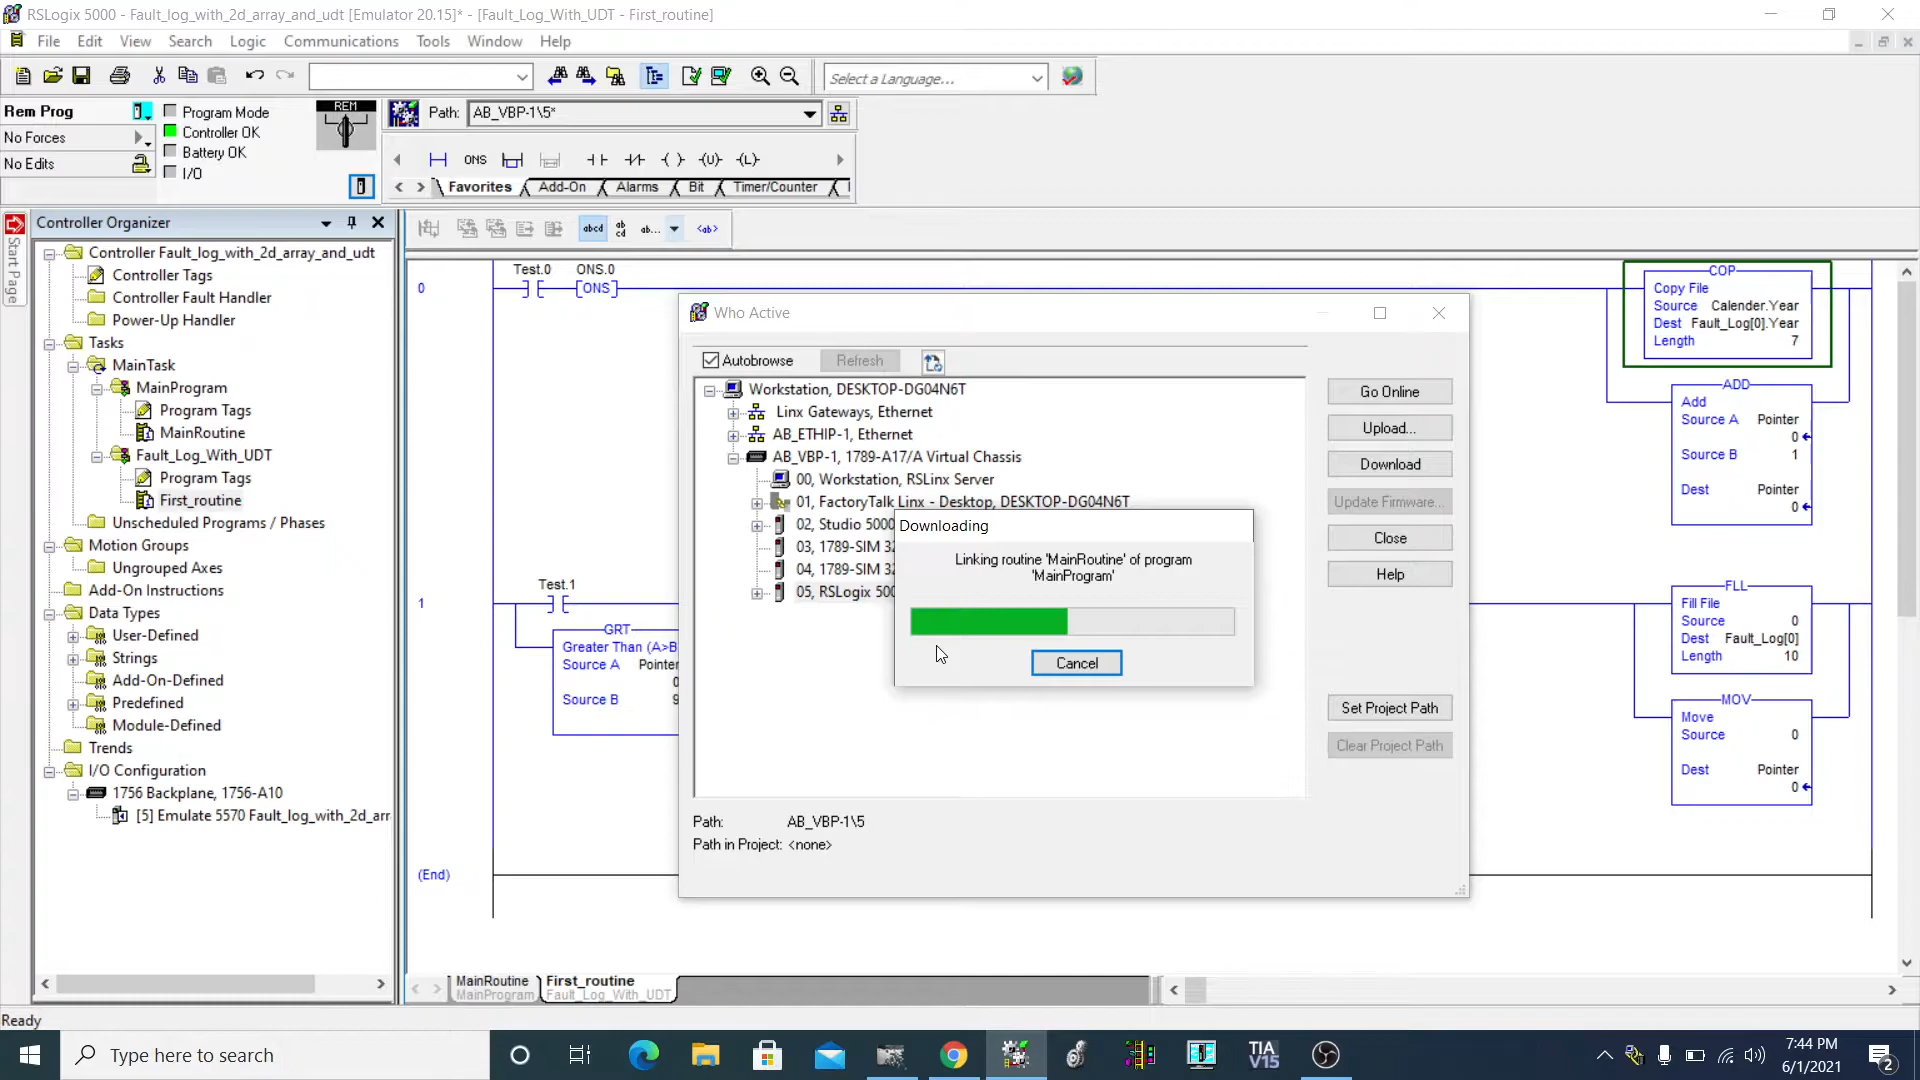 RSLogix 5000 - Fault_log_with_2d_array_and_udt [Emulator 20.15]* - [Fault_Log_With_UDT - First_routine]
File Edit View Search Logic Communications Tools Window Help
Select a Language...
Rem Prog
No Forces
No Edits
Program Mode
Controller OK
Battery OK
I/O
REM
Path: AB_VBP-1\5*
ONS
Favorites Add-On Alarms Bit Timer/Counter
Start Page
Controller Organizer
Controller Fault_log_with_2d_array_and_udt
Controller Tags
Controller Fault Handler
Power-Up Handler
Tasks
MainTask
MainProgram
Program Tags
MainRoutine
Fault_Log_With_UDT
Program Tags
First_routine
Unscheduled Programs / Phases
Motion Groups
Ungrouped Axes
Add-On Instructions
Data Types
User-Defined
Strings
Add-On-Defined
Predefined
Module-Defined
Trends
I/O Configuration
1756 Backplane, 1756-A10
[5] Emulate 5570 Fault_log_with_2d_arr
abcd ab cd ab... <ab>
0
Test.0 ONS.0
ONS
COP
Copy File
Source Calender.Year
Dest Fault_Log[0].Year
Length 7
ADD
Add
Source A Pointer
0
Source B 1
Dest Pointer
0
1
Test.1
GRT
Greater Than (A>B
Source A Pointer
0
Source B 9
FLL
Fill File
Source 0
Dest Fault_Log[0]
Length 10
MOV
Move
Source 0
Dest Pointer
0
(End)
Who Active
Autobrowse Refresh
Workstation, DESKTOP-DG04N6T
Linx Gateways, Ethernet
AB_ETHIP-1, Ethernet
AB_VBP-1, 1789-A17/A Virtual Chassis
00, Workstation, RSLinx Server
01, FactoryTalk Linx - Desktop, DESKTOP-DG04N6T
02, Studio 5000
03, 1789-SIM 32
04, 1789-SIM 32
05, RSLogix 500
Go Online
Upload...
Download
Update Firmware...
Close
Help
Set Project Path
Clear Project Path
Path: AB_VBP-1\5
Path in Project: <none>
Downloading
Linking routine 'MainRoutine' of program
'MainProgram'
Cancel
MainRoutine
MainProgram
First_routine
Fault_Log_With_UDT
Ready
Type here to search
TIA
V15
7:44 PM
6/1/2021
2